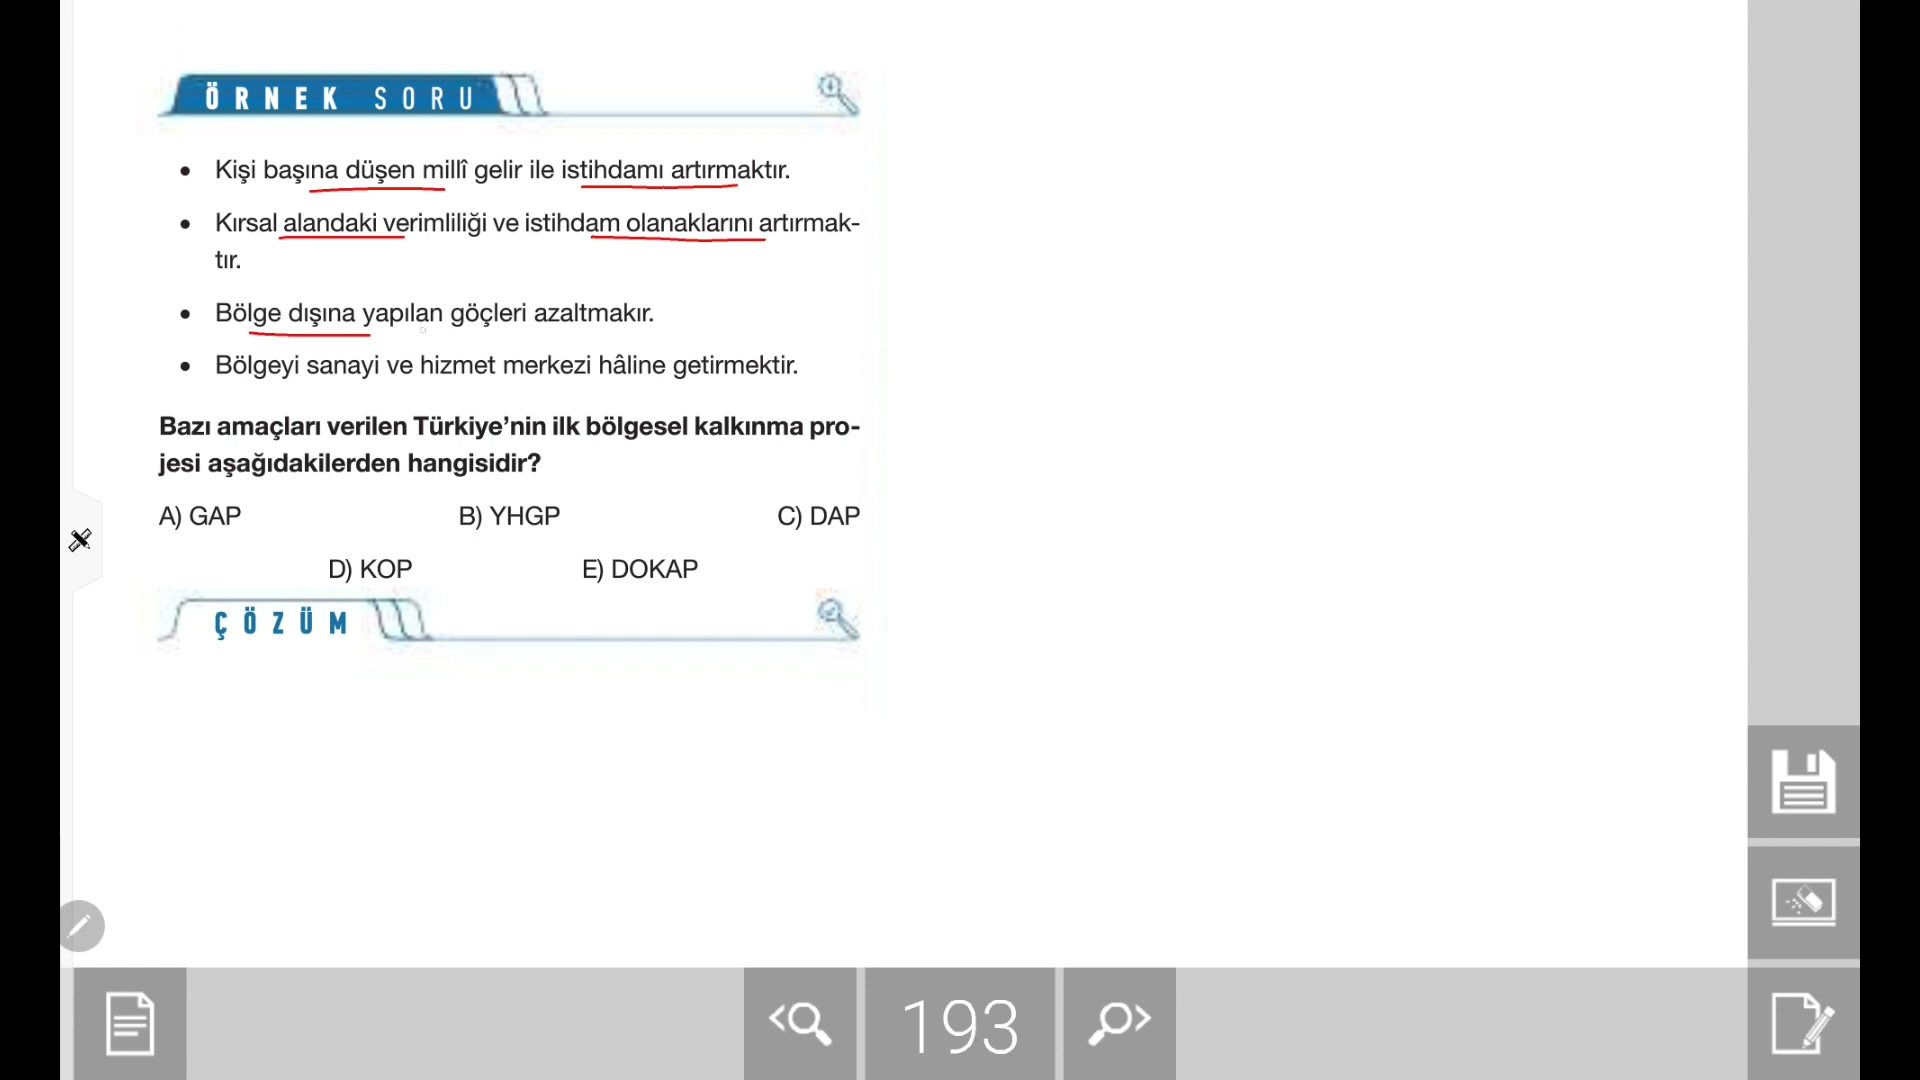 ÖRNEK SORU
• Kişi başına düşen millî gelir ile istihdamı artırmaktır.
• Kırsal alandaki verimliliği ve istihdam olanaklarını artırmak-
tır.
• Bölge dışına yapılan göçleri azaltmakır.
• Bölgeyi sanayi ve hizmet merkezi hâline getirmektir.
Bazı amaçları verilen Türkiye’nin ilk bölgesel kalkınma pro-
jesi aşağıdakilerden hangisidir?
A) GAP B) YHGP C) DAP
D) KOP E) DOKAP
ÇÖZÜM
193